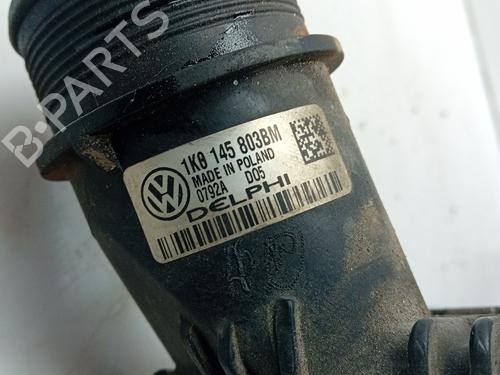 B-PARTS
1K0 145 803BM
MADE IN POLAND
0792A D05
DELPHI